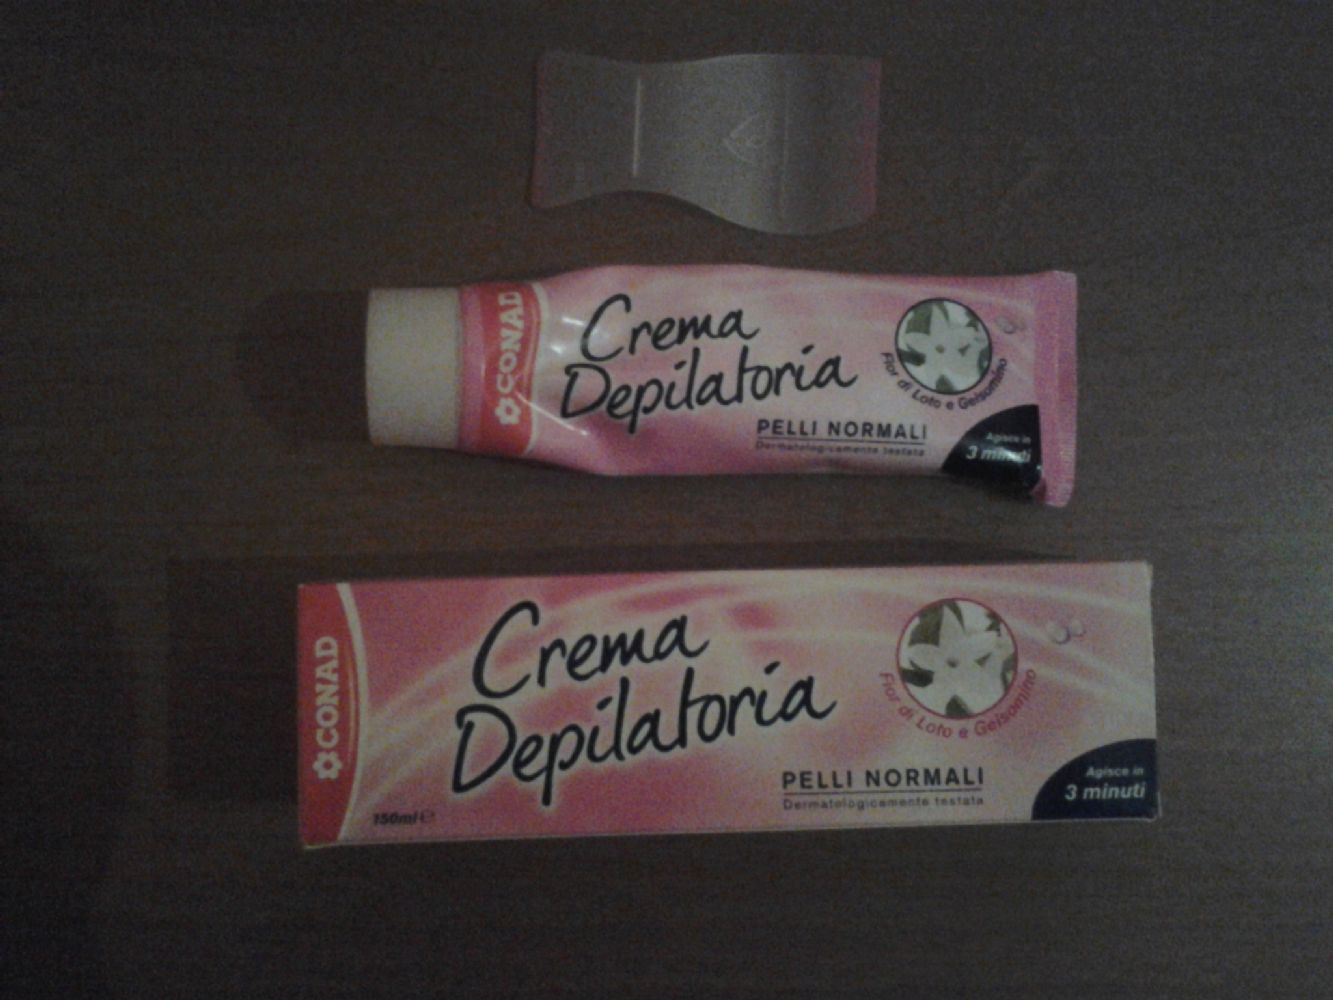 CONAD
Crema
Depilatoria
Fior di Loto e Gelsomino
PELLI NORMALI
Dermatologicamente testata
Agisce in
3 minuti
CONAD
Crema
Depilatoria
Fior di Loto e Gelsomino
PELLI NORMALI
Dermatologicamente testata
Agisce in
3 minuti
150ml ℮